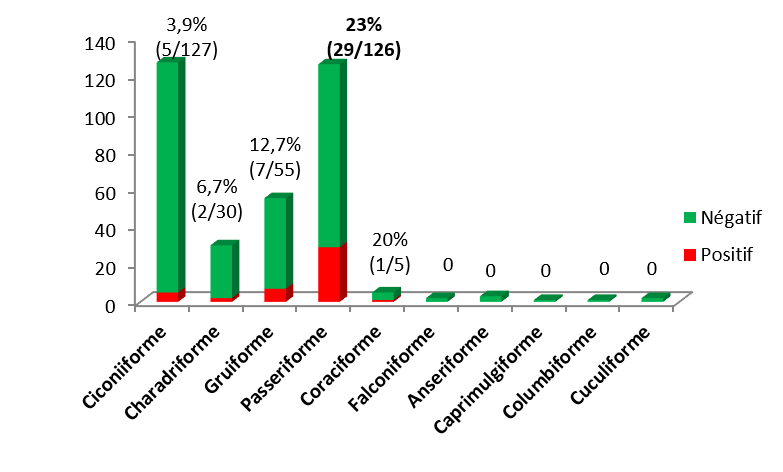 3,9%
(5/127)
23%
(29/126)
140
120
100
80
60
40
20
0
6,7%
(2/30)
12,7%
(7/55)
20%
(1/5)
0
0
0
0
0
Négatif
Positif
Ciconiiforme
Charadriforme
Gruiforme
Passeriforme
Coraciforme
Falconiforme
Anseriforme
Caprimulgiforme
Columbiforme
Cuculiforme